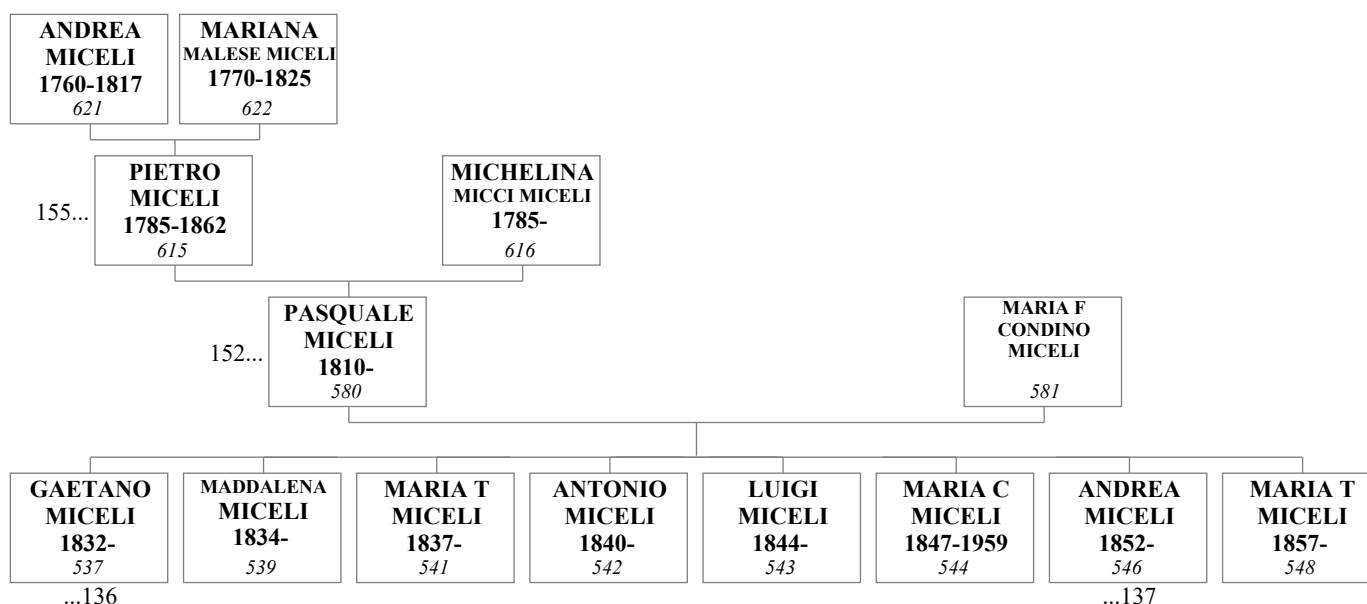 ANDREA
MICELI
1760-1817
621
MARIANA
MALESE MICELI
1770-1825
622
155...
PIETRO
MICELI
1785-1862
615
MICHELINA
MICCI MICELI
1785-
616
152...
PASQUALE
MICELI
1810-
580
MARIA F
CONDINO
MICELI
581
GAETANO
MICELI
1832-
537
...136
MADDALENA
MICELI
1834-
539
MARIA T
MICELI
1837-
541
ANTONIO
MICELI
1840-
542
LUIGI
MICELI
1844-
543
MARIA C
MICELI
1847-1959
544
ANDREA
MICELI
1852-
546
...137
MARIA T
MICELI
1857-
548